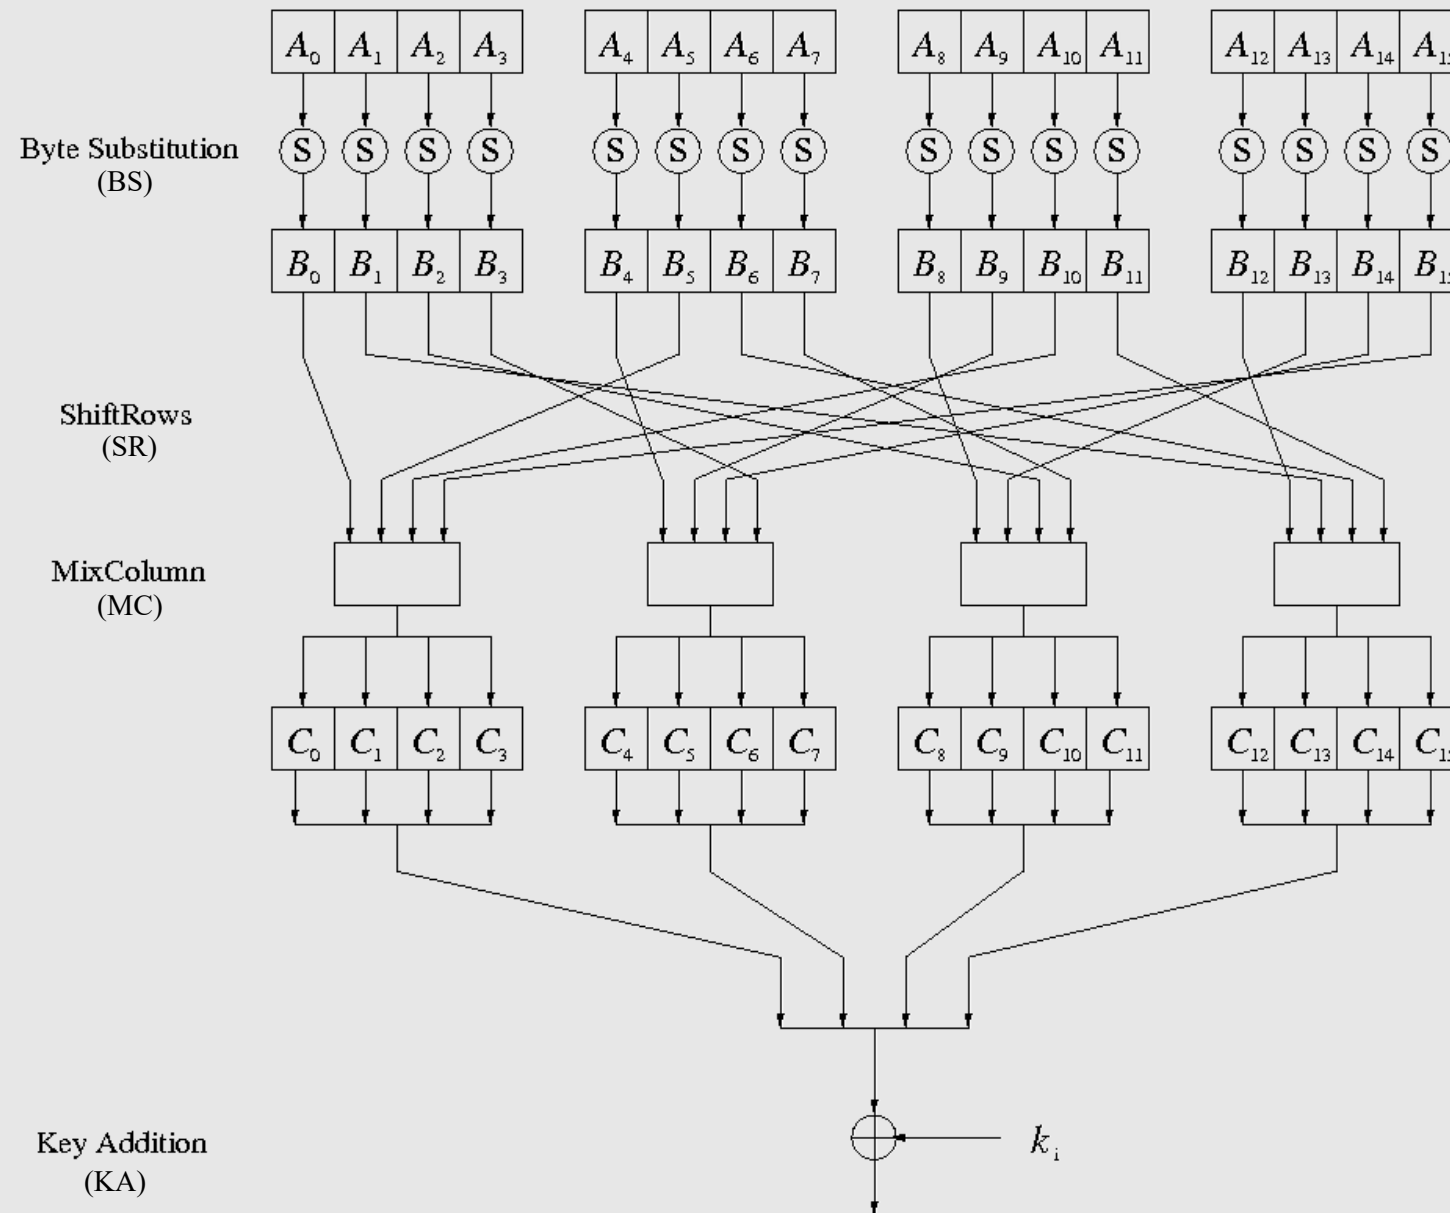 A0 A1 A2 A3 A4 A5 A6 A7 A8 A9 A10 A11 A12 A13 A14
Byte Substitution S S S S S S S S S S S S S S S S
(BS)
B0 B1 B2 B3 B4 B5 B6 B7 B8 B9 B10 B11 B12 B13 B14
ShiftRows
(SR)
MixColumn
(MC)
C0 C1 C2 C3 C4 C5 C6 C7 C8 C9 C10 C11 C12 C13 C14
Key Addition ki
(KA)